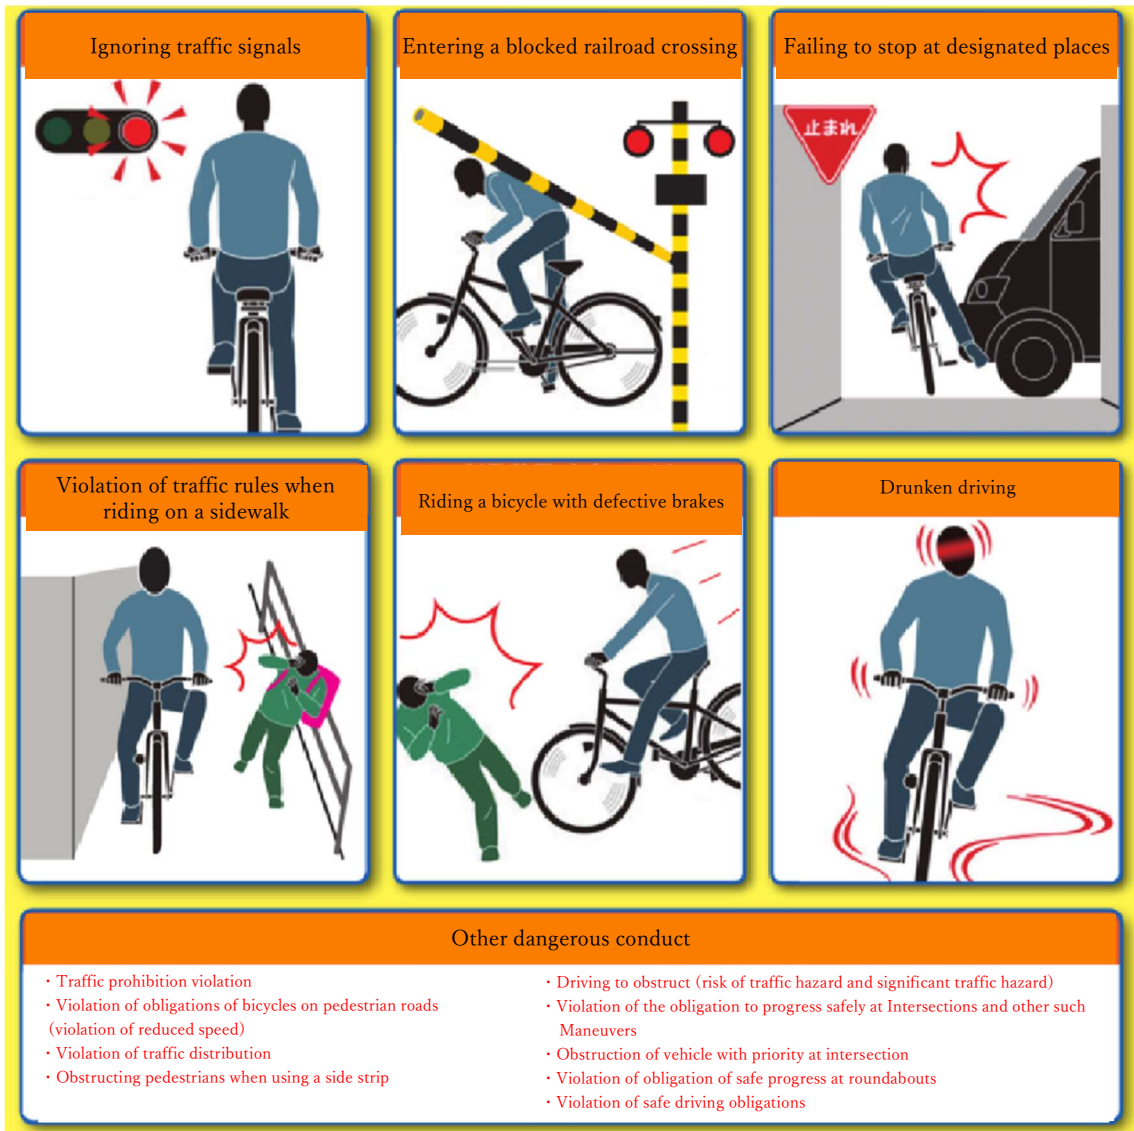 Ignoring traffic signals
Entering a blocked railroad crossing
Failing to stop at designated places
止まれ
Violation of traffic rules when
riding on a sidewalk
Riding a bicycle with defective brakes
Drunken driving
Other dangerous conduct
・Traffic prohibition violation
・Violation of obligations of bicycles on pedestrian roads
(violation of reduced speed)
・Violation of traffic distribution
・Obstructing pedestrians when using a side strip
・Driving to obstruct (risk of traffic hazard and significant traffic hazard)
・Violation of the obligation to progress safely at Intersections and other such
Maneuvers
・Obstruction of vehicle with priority at intersection
・Violation of obligation of safe progress at roundabouts
・Violation of safe driving obligations